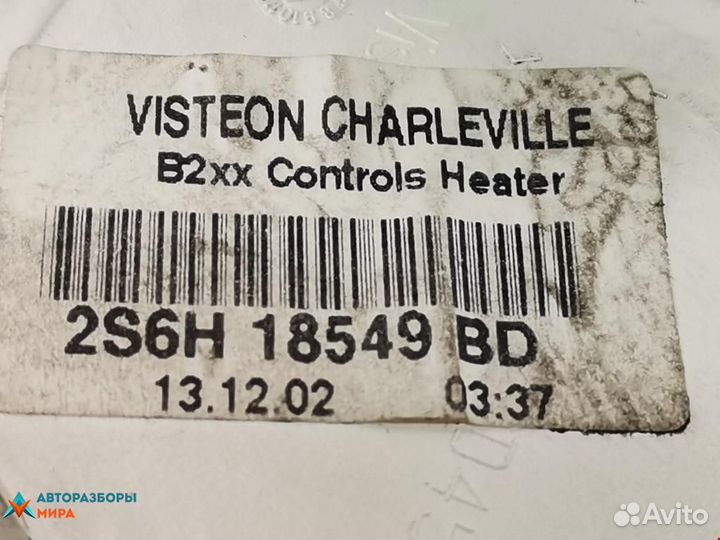 VISTEON CHARLEVILLE
B2xx Controls Heater
2S6H 18549 BD
13.12.02 03:37
АВТОРАЗБОРЫ
МИРА
Avito